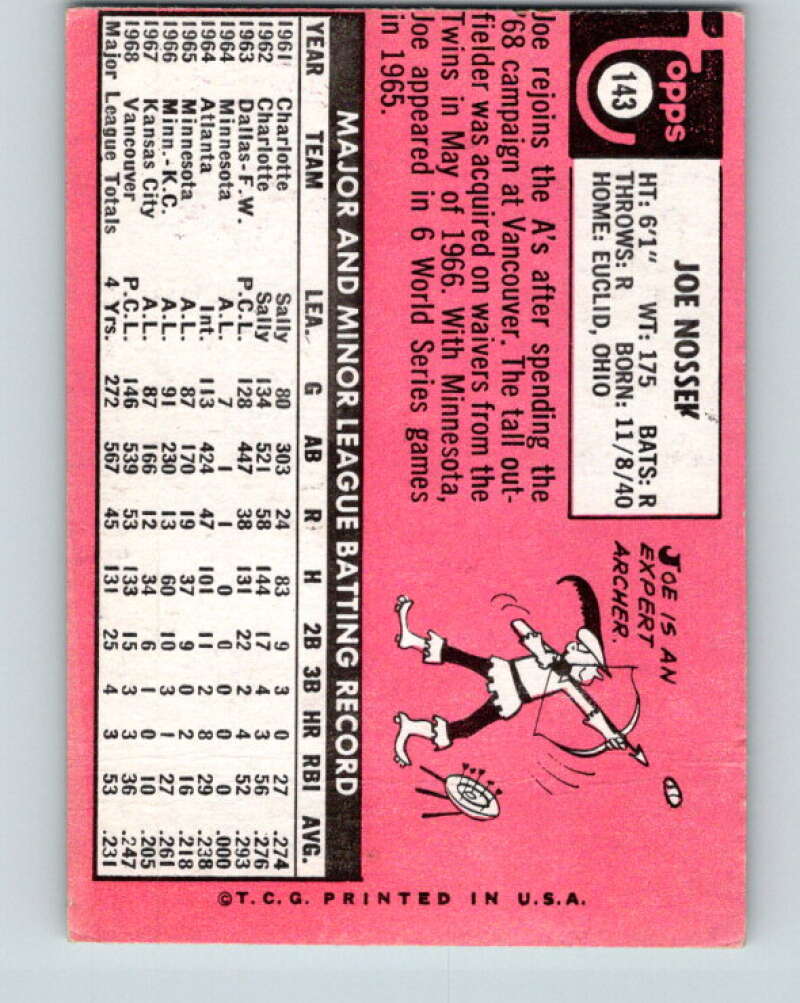 Topps
143
JOE NOSSEK
HT: 6'1" WT: 175 BATS: R
THROWS: R BORN: 11/8/40
HOME: EUCLID, OHIO
Joe rejoins the A's after spending the
'68 campaign at Vancouver. The tall out-
fielder was acquired on waivers from the
Twins in May of 1966. With Minnesota,
Joe appeared in 6 World Series games
in 1965.
JOE IS AN
EXPERT
ARCHER.
MAJOR AND MINOR LEAGUE BATTING RECORD
YEAR TEAM LEA. G AB R H 2B 3B HR RBI AVG.
1961 Charlotte Sally 80 303 24 83 9 3 0 27 .274
1962 Charlotte Sally 134 521 58 144 17 4 3 56 .276
1963 Dallas-F.W. P.C.L. 128 447 38 131 22 2 4 52 .293
1964 Minnesota A.L. 7 1 1 0 0 0 0 0 .000
1964 Atlanta Int. 113 424 47 101 11 2 8 29 .238
1965 Minnesota A.L. 87 170 19 37 9 0 2 16 .218
1966 Minn.-K.C. A.L. 91 230 13 60 10 3 1 27 .261
1967 Kansas City A.L. 87 166 12 34 6 1 0 10 .205
1968 Vancouver P.C.L. 146 539 53 133 15 3 3 36 .247
Major League Totals 4 Yrs. 272 567 45 131 25 4 3 53 .231
©T.C.G. PRINTED IN U.S.A.